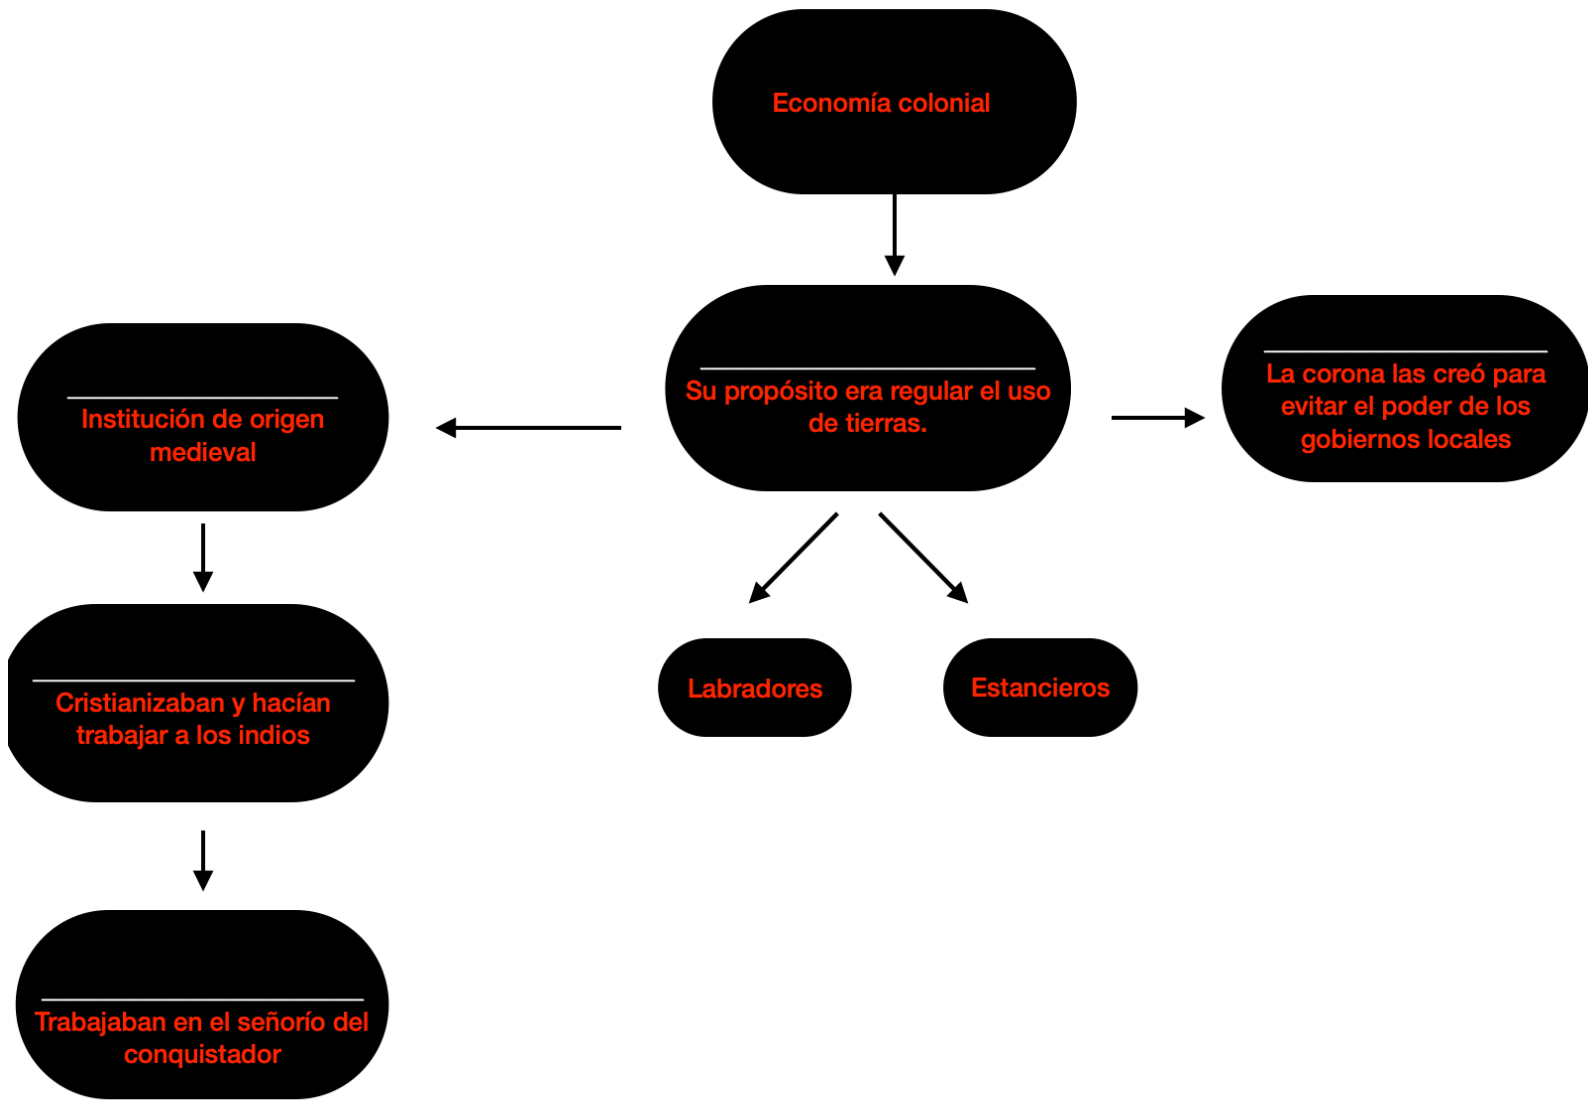 Economía colonial
Su propósito era regular el uso
de tierras.
La corona las creó para
evitar el poder de los
gobiernos locales
Institución de origen
medieval
Labradores
Estancieros
Cristianizaban y hacían
trabajar a los indios
Trabajaban en el señorío del
conquistador